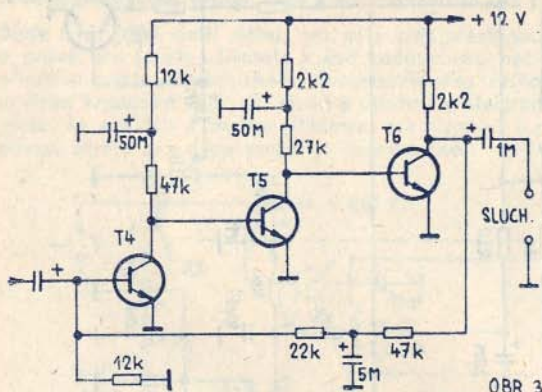 + 12 V
12k
2k2
2k2
+
50M
+
50M
27k
T6
+
1M
47k
T5
SLUCH.
T4
+
22k
47k
12k
+
5M
OBR 3